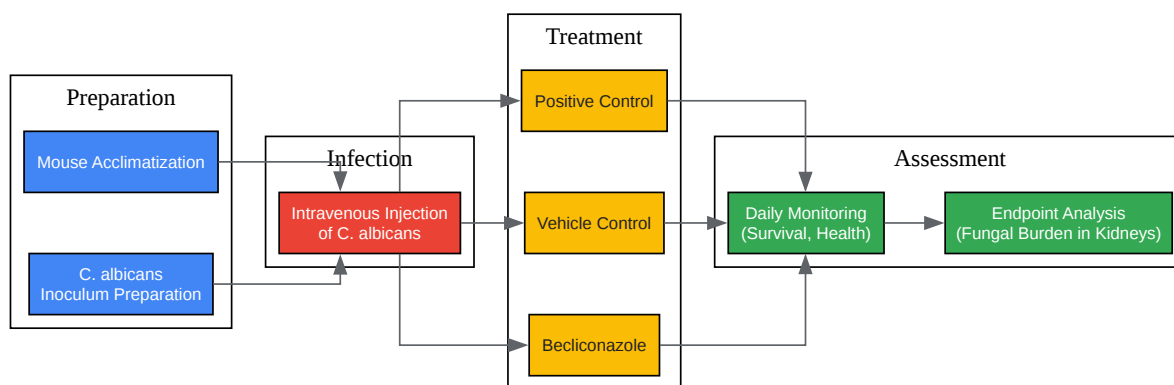 Preparation
Mouse Acclimatization
C. albicans
Inoculum Preparation
Infection
Intravenous Injection
of C. albicans
Treatment
Positive Control
Vehicle Control
Becliconazole
Assessment
Daily Monitoring
(Survival, Health)
Endpoint Analysis
(Fungal Burden in Kidneys)